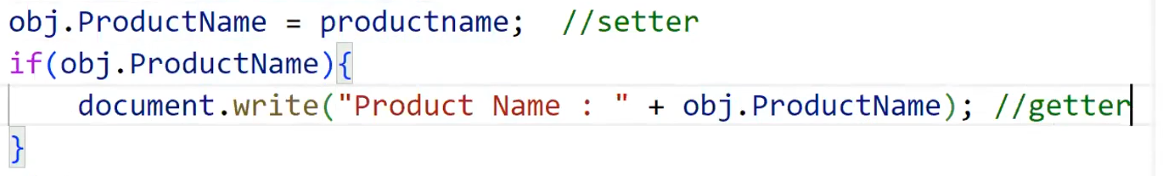 obj.ProductName = productname;  //setter
if(obj.ProductName){
    document.write("Product Name : " + obj.ProductName); //getter
}